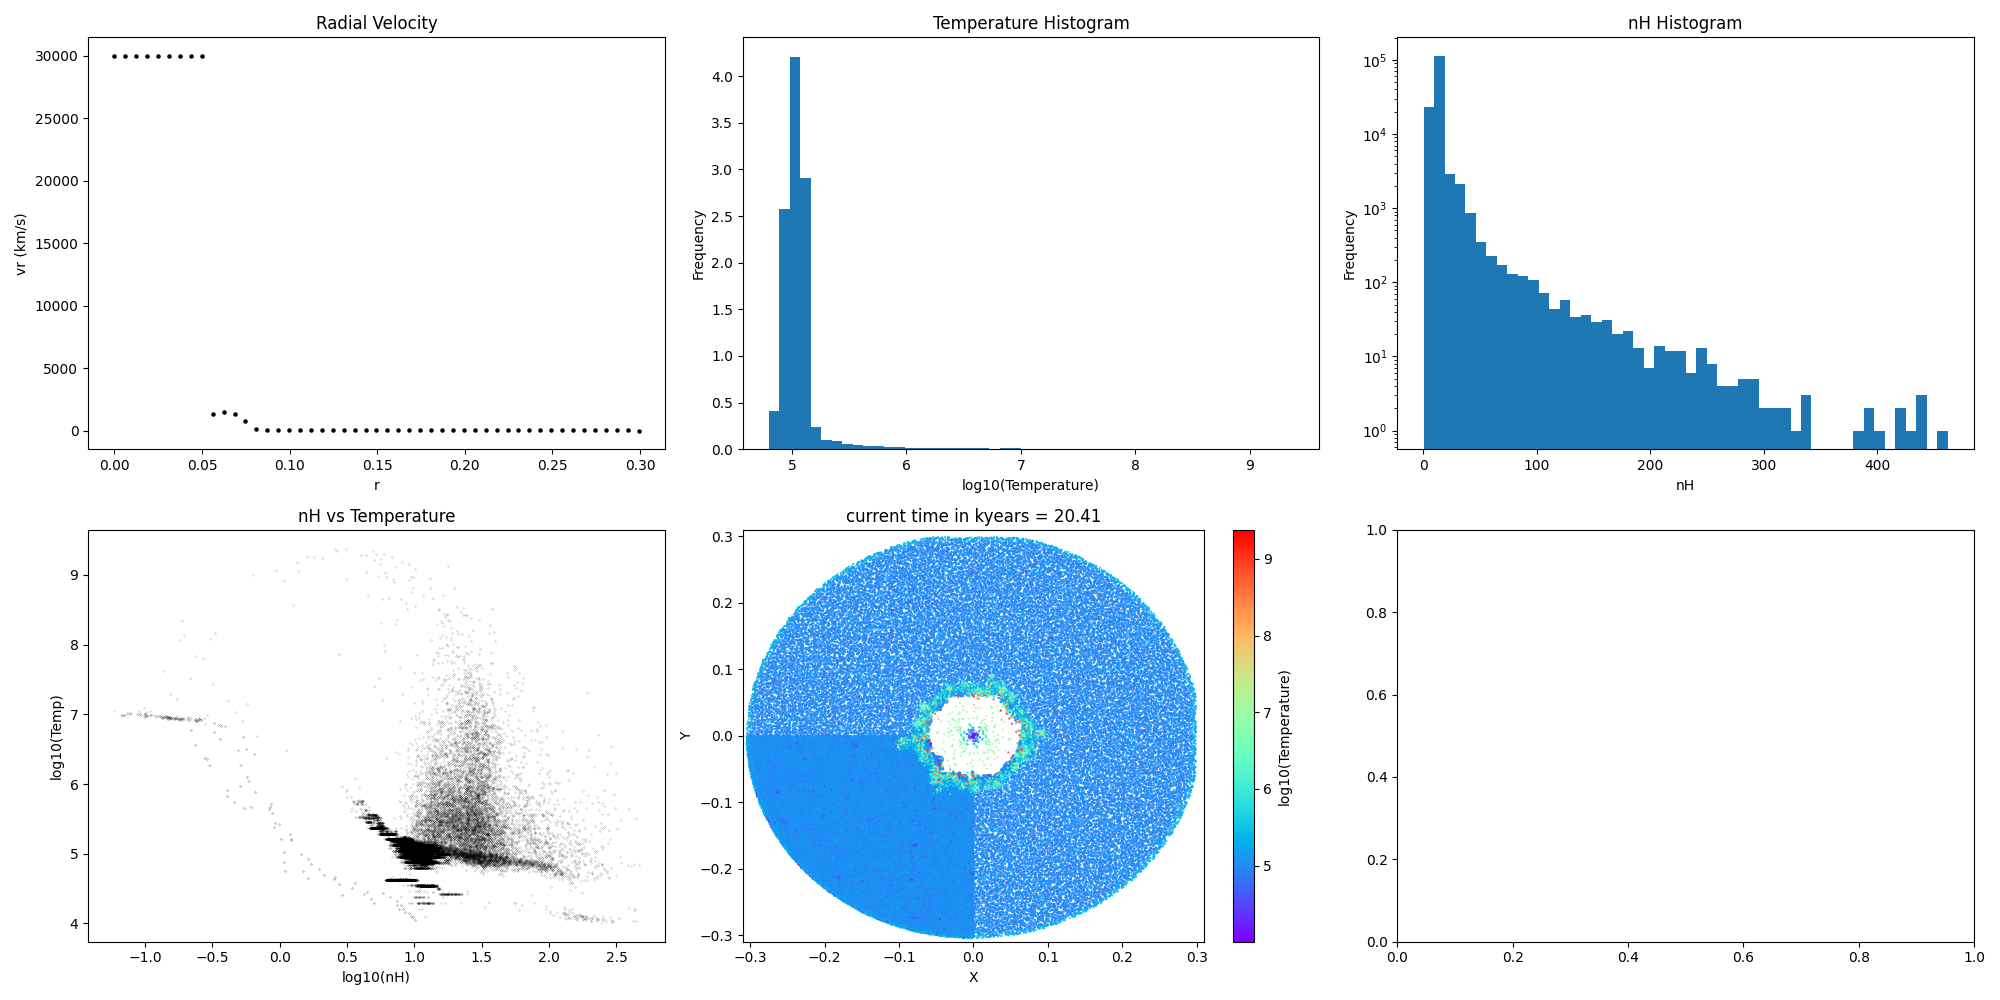 Radial Velocity
30000
25000
20000
15000
10000
5000
0
vr (km/s)
0.00 0.05 0.10 0.15 0.20 0.25 0.30
r
Temperature Histogram
4.0
3.5
3.0
2.5
2.0
1.5
1.0
0.5
0.0
Frequency
5 6 7 8 9
log10(Temperature)
nH Histogram
10^5
10^4
10^3
10^2
10^1
10^0
Frequency
0 100 200 300 400
nH
nH vs Temperature
9
8
7
6
5
4
log10(Temp)
−1.0 −0.5 0.0 0.5 1.0 1.5 2.0 2.5
log10(nH)
current time in kyears = 20.41
0.3
0.2
0.1
0.0
−0.1
−0.2
−0.3
Y
−0.3 −0.2 −0.1 0.0 0.1 0.2 0.3
X
9
8
7
6
5
log10(Temperature)
1.0
0.8
0.6
0.4
0.2
0.0
0.0 0.2 0.4 0.6 0.8 1.0